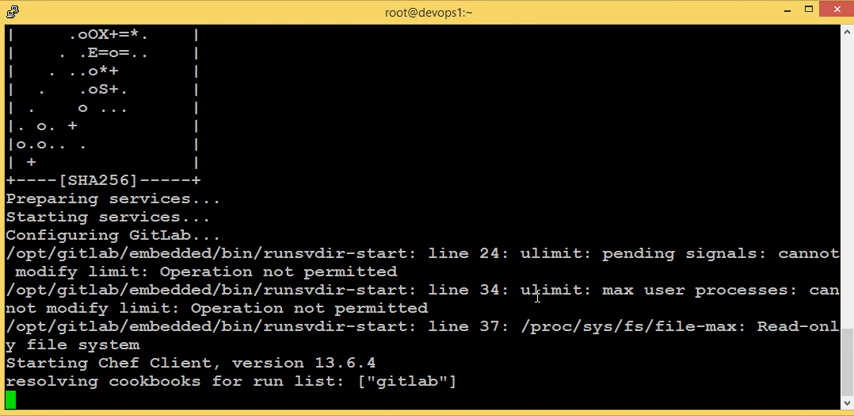 root@devops1:~
|      .oOX+=*.     |
|     . .E=o=..     |
|    . ..o*+        |
|   .    .oS+.      |
|  .     o ...      |
|. o. +             |
|o.o.. .            |
| +                 |
+----[SHA256]-----+
Preparing services...
Starting services...
Configuring GitLab...
/opt/gitlab/embedded/bin/runsvdir-start: line 24: ulimit: pending signals: cannot
 modify limit: Operation not permitted
/opt/gitlab/embedded/bin/runsvdir-start: line 34: ulimit: max user processes: can
not modify limit: Operation not permitted
/opt/gitlab/embedded/bin/runsvdir-start: line 37: /proc/sys/fs/file-max: Read-onl
y file system
Starting Chef Client, version 13.6.4
resolving cookbooks for run list: ["gitlab"]